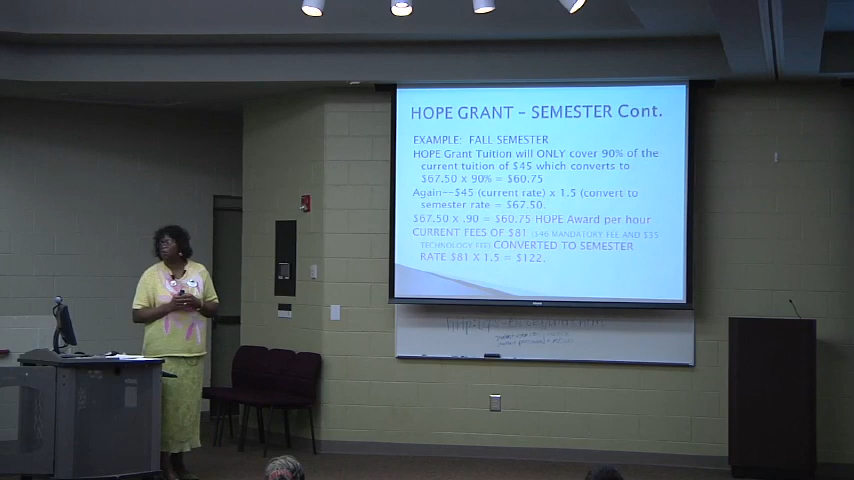 HOPE GRANT – SEMESTER Cont.
EXAMPLE: FALL SEMESTER
HOPE Grant Tuition will ONLY cover 90% of the
current tuition of $45 which converts to
$67.50 x 90% = $60.75
Again--$45 (current rate) x 1.5 (convert to
semester rate = $67.50.
$67.50 x .90 = $60.75 HOPE Award per hour
CURRENT FEES OF $81 ($46 MANDATORY FEE AND $35
TECHNOLOGY FEE) CONVERTED TO SEMESTER
RATE $81 X 1.5 = $122.